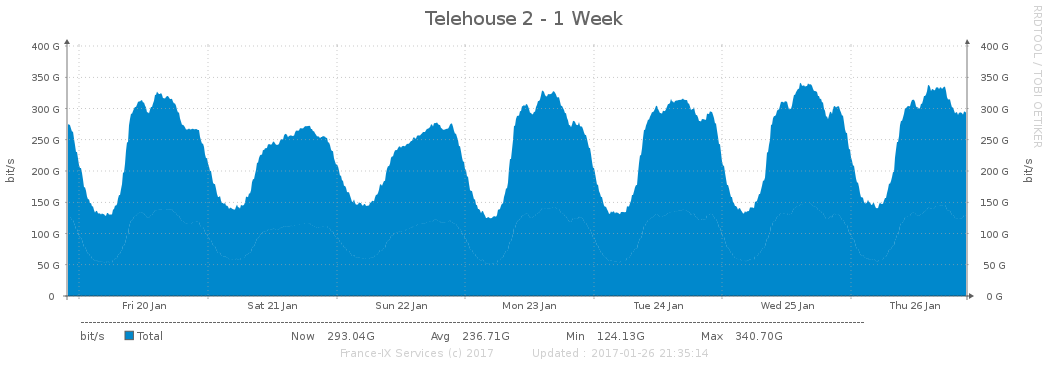 Telehouse 2 - 1 Week
RRDTOOL / TOBI OETIKER
400 G 400 G
350 G 350 G
300 G 300 G
250 G 250 G
200 G 200 G
150 G 150 G
100 G 100 G
50 G 50 G
0 0 G
bit/s bit/s
Fri 20 Jan Sat 21 Jan Sun 22 Jan Mon 23 Jan Tue 24 Jan Wed 25 Jan Thu 26 Jan
bit/s Total Now 293.04G Avg 236.71G Min 124.13G Max 340.70G
France-IX Services (c) 2017 Updated : 2017-01-26 21:35:14